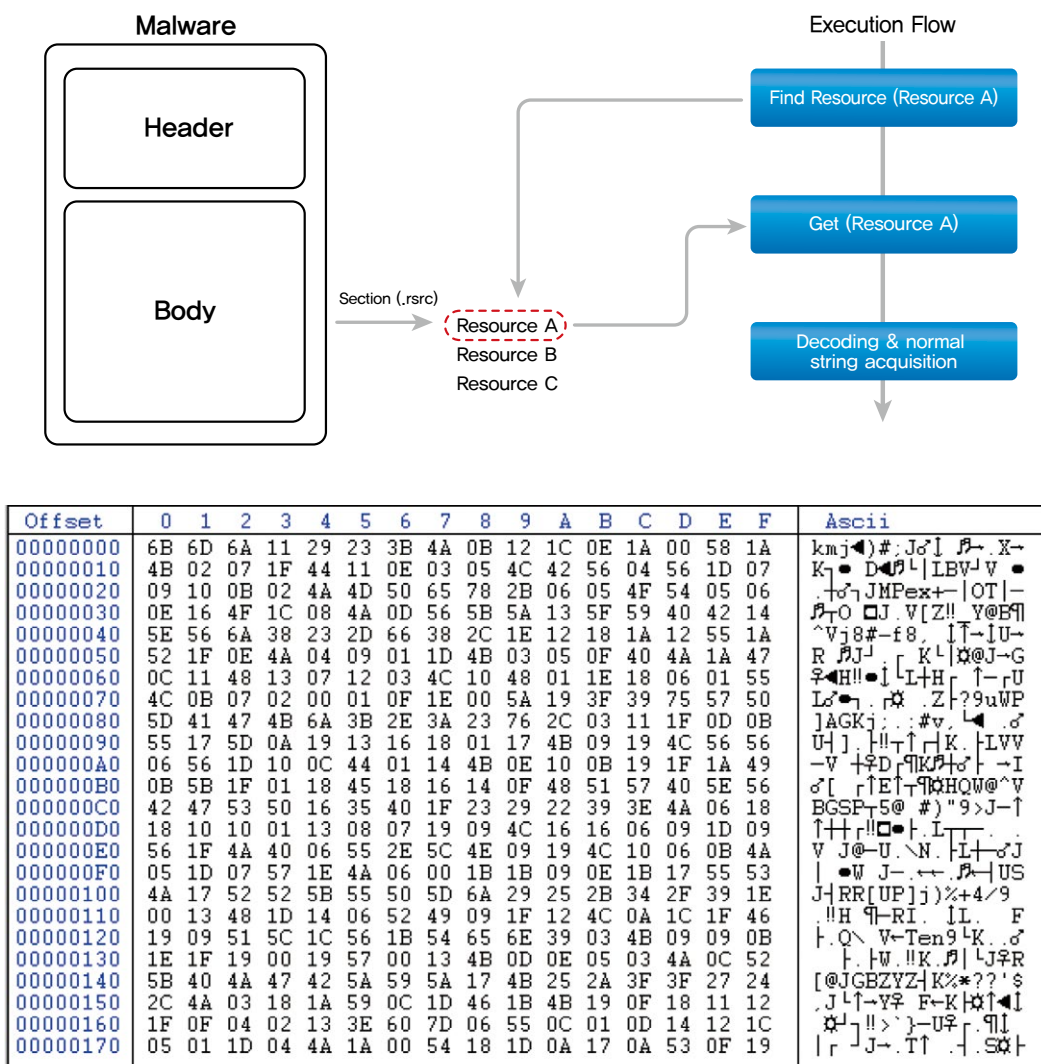 Malware
Execution Flow
Header
Body
Section (.rsrc)
Resource A
Resource B
Resource C
Find Resource (Resource A)
Get (Resource A)
Decoding & normal
string acquisition
Offset 0 1 2 3 4 5 6 7 8 9 A B C D E F Ascii
00000000 6B 6D 6A 11 29 23 3B 4A 0B 12 1C 0E 1A 00 58 1A
00000010 4B 02 07 1F 44 11 0E 03 05 4C 42 56 04 56 1D 07
00000020 09 10 0B 02 4A 4D 50 65 78 2B 06 05 4F 54 05 06
00000030 0E 16 4F 1C 08 4A 0D 56 5B 5A 13 5F 59 40 42 14
00000040 5E 56 6A 38 23 2D 66 38 2C 1E 12 18 1A 12 55 1A
00000050 52 1F 0E 4A 04 09 01 1D 4B 03 05 0F 40 4A 1A 47
00000060 0C 11 48 13 07 12 03 4C 10 48 01 1E 18 06 01 55
00000070 4C 0B 07 02 00 01 0F 1E 00 5A 19 3F 39 75 57 50
00000080 5D 41 47 4B 6A 3B 2E 3A 23 76 2C 03 11 1F 0D 0B
00000090 55 17 5D 0A 19 13 16 18 01 17 4B 09 19 4C 56 56
000000A0 06 56 1D 10 0C 44 01 14 4B 0E 10 0B 19 1F 1A 49
000000B0 0B 5B 1F 01 18 45 18 16 14 0F 48 51 57 40 5E 56
000000C0 42 47 53 50 16 35 40 1F 23 29 22 39 3E 4A 06 18
000000D0 18 10 10 01 13 08 07 19 09 4C 16 16 06 09 1D 09
000000E0 56 1F 4A 40 06 55 2E 5C 4E 09 19 4C 10 06 0B 4A
000000F0 05 1D 07 57 1E 4A 06 00 1B 1B 09 0E 1B 17 55 53
00000100 4A 17 52 52 5B 55 50 5D 6A 29 25 2B 34 2F 39 1E
00000110 00 13 48 1D 14 06 52 49 09 1F 12 4C 0A 1C 1F 46
00000120 19 09 51 5C 1C 56 1B 54 65 6E 39 03 4B 09 09 0B
00000130 1E 1F 19 00 19 57 00 13 4B 0D 0E 05 03 4A 0C 52
00000140 5B 40 4A 47 42 5A 59 5A 17 4B 25 2A 3F 3F 27 24
00000150 2C 4A 03 18 1A 59 0C 1D 46 1B 4B 19 0F 18 11 12
00000160 1F 0F 04 02 13 3E 60 7D 06 55 0C 01 0D 14 12 1C
00000170 05 01 1D 04 4A 1A 00 54 18 1D 0A 17 0A 53 0F 19